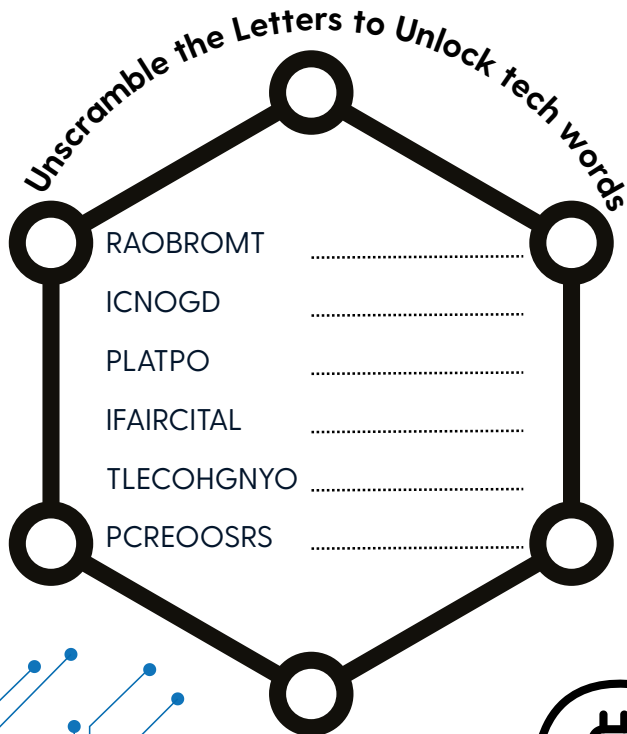 Unscramble the Letters to Unlock tech words
RAOBROMT
ICNOGD
PLATPO
IFAIRCITAL
TLECOHGNYO
PCREOOSRS